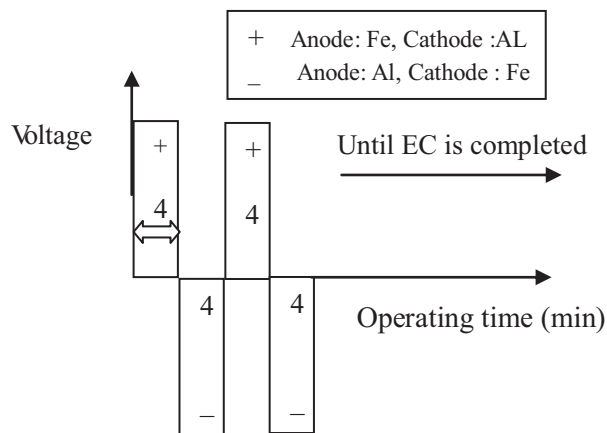 + Anode: Fe, Cathode :AL
– Anode: Al, Cathode : Fe
Voltage
+ +
Until EC is completed
4 4
4 4
Operating time (min)
– –